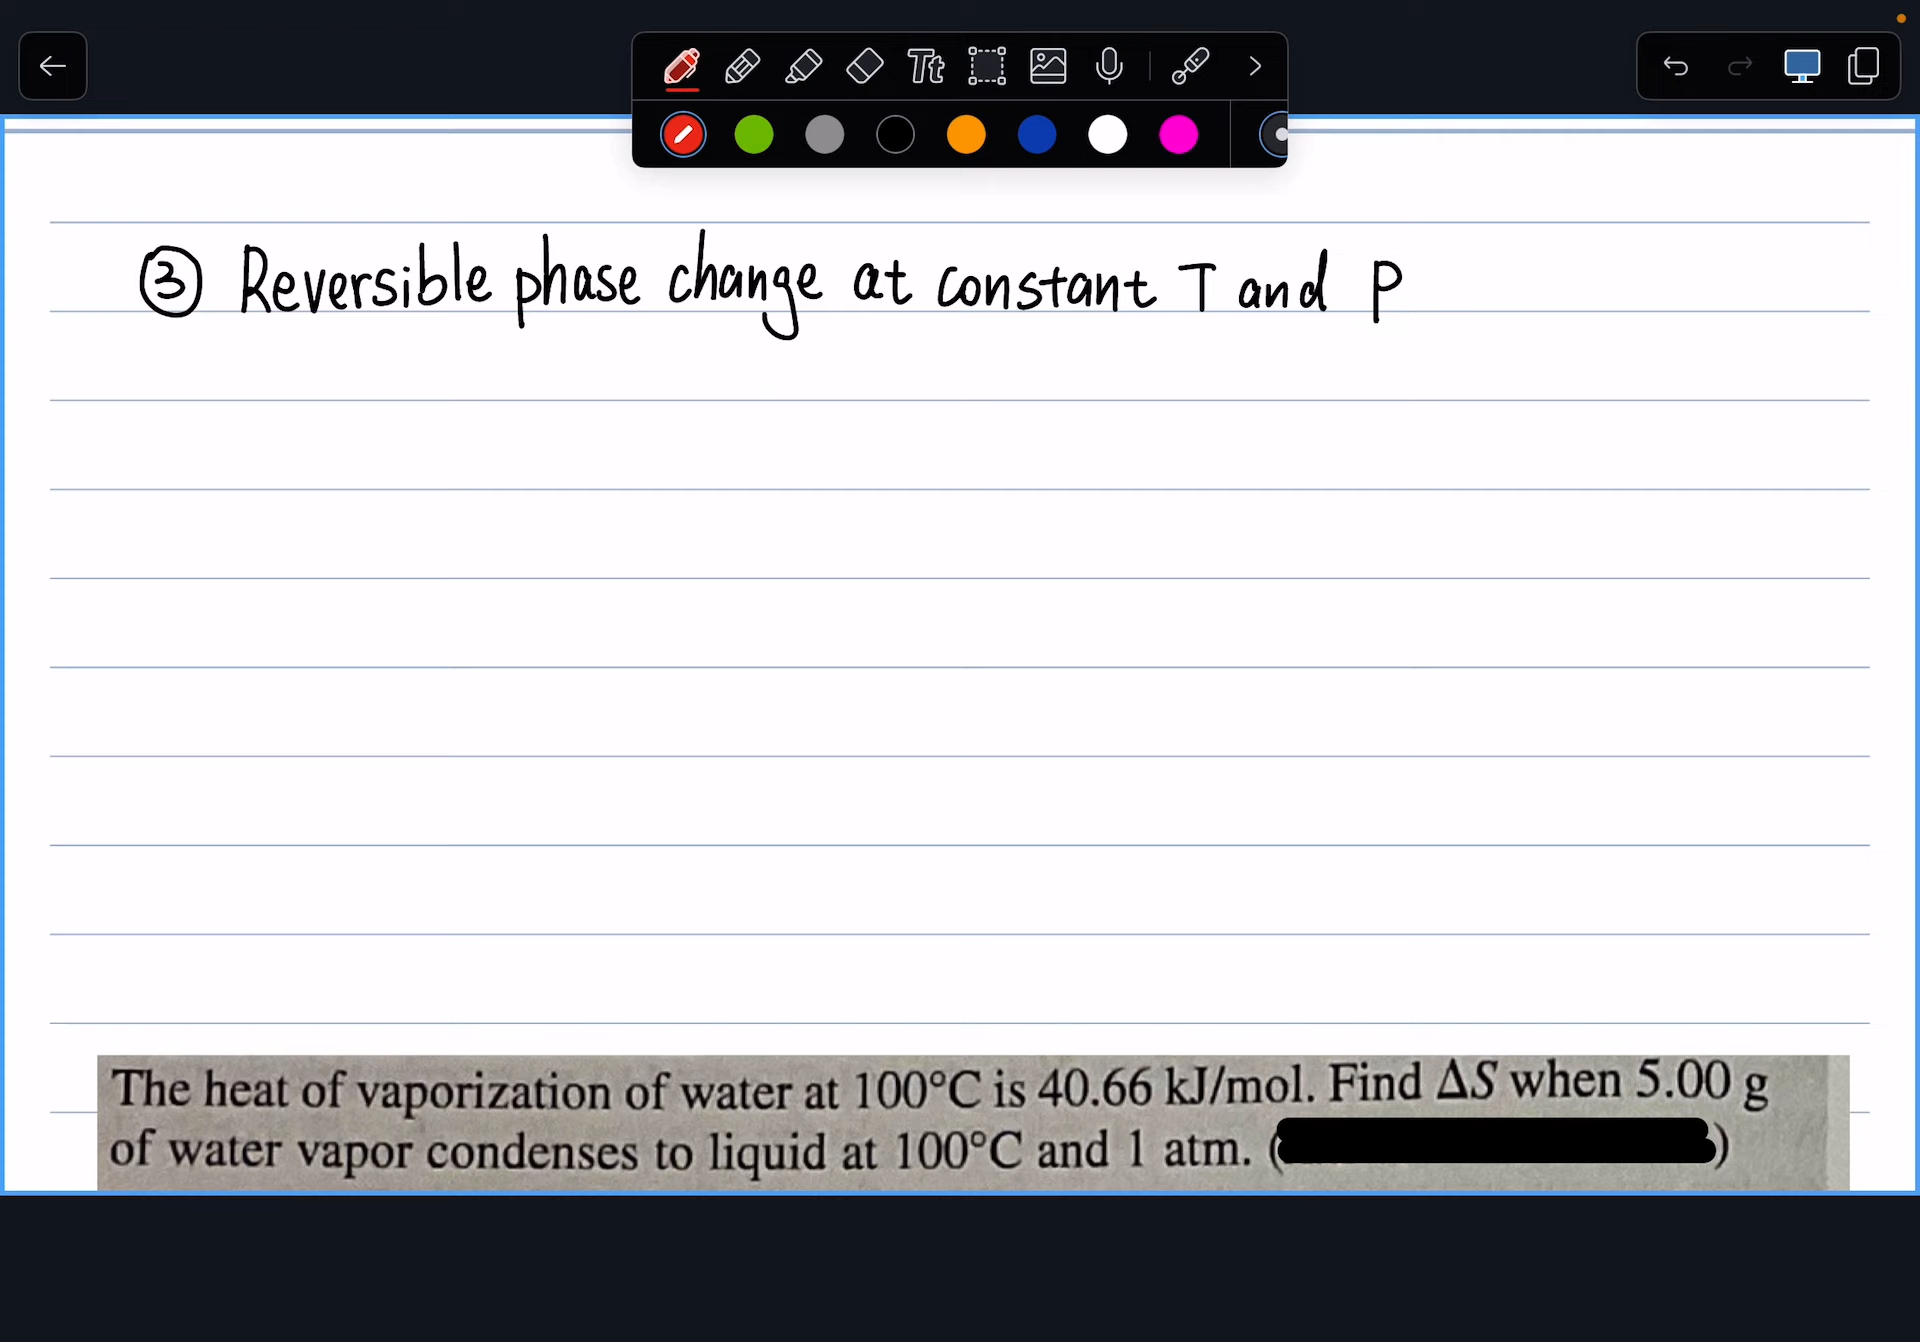 Tt
③ Reversible phase change at constant T and P
The heat of vaporization of water at 100°C is 40.66 kJ/mol. Find ΔS when 5.00 g
of water vapor condenses to liquid at 100°C and 1 atm. ( )